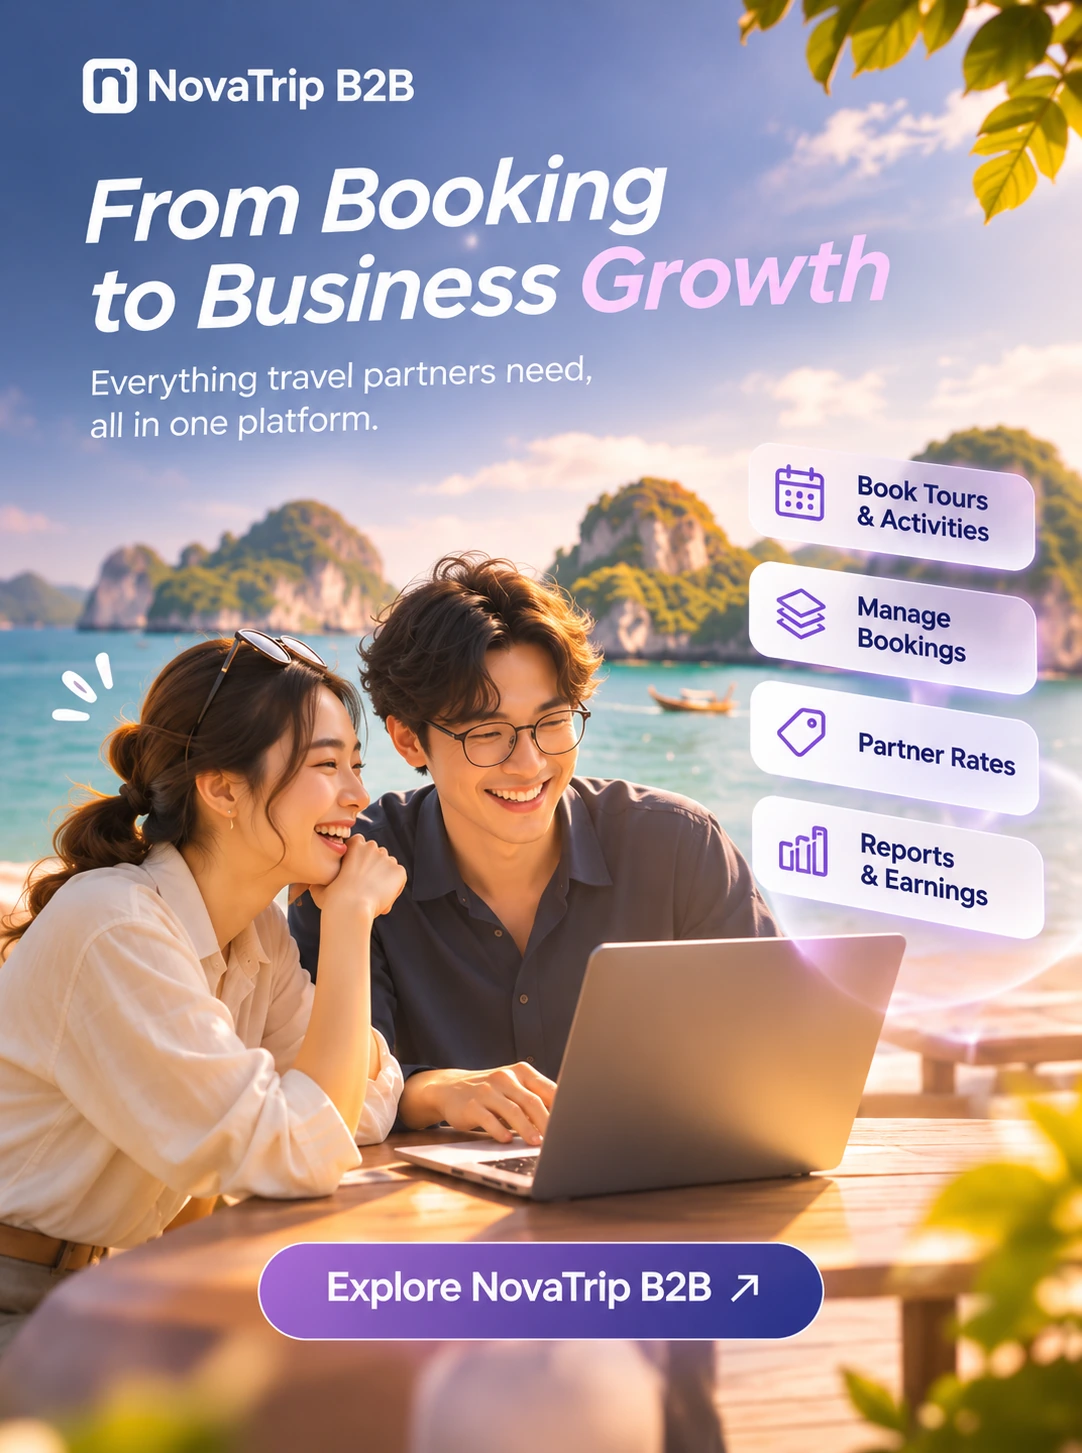 NovaTrip B2B
From Booking
to Business Growth
Everything travel partners need,
all in one platform.
Book Tours
& Activities
Manage
Bookings
Partner Rates
Reports
& Earnings
Explore NovaTrip B2B